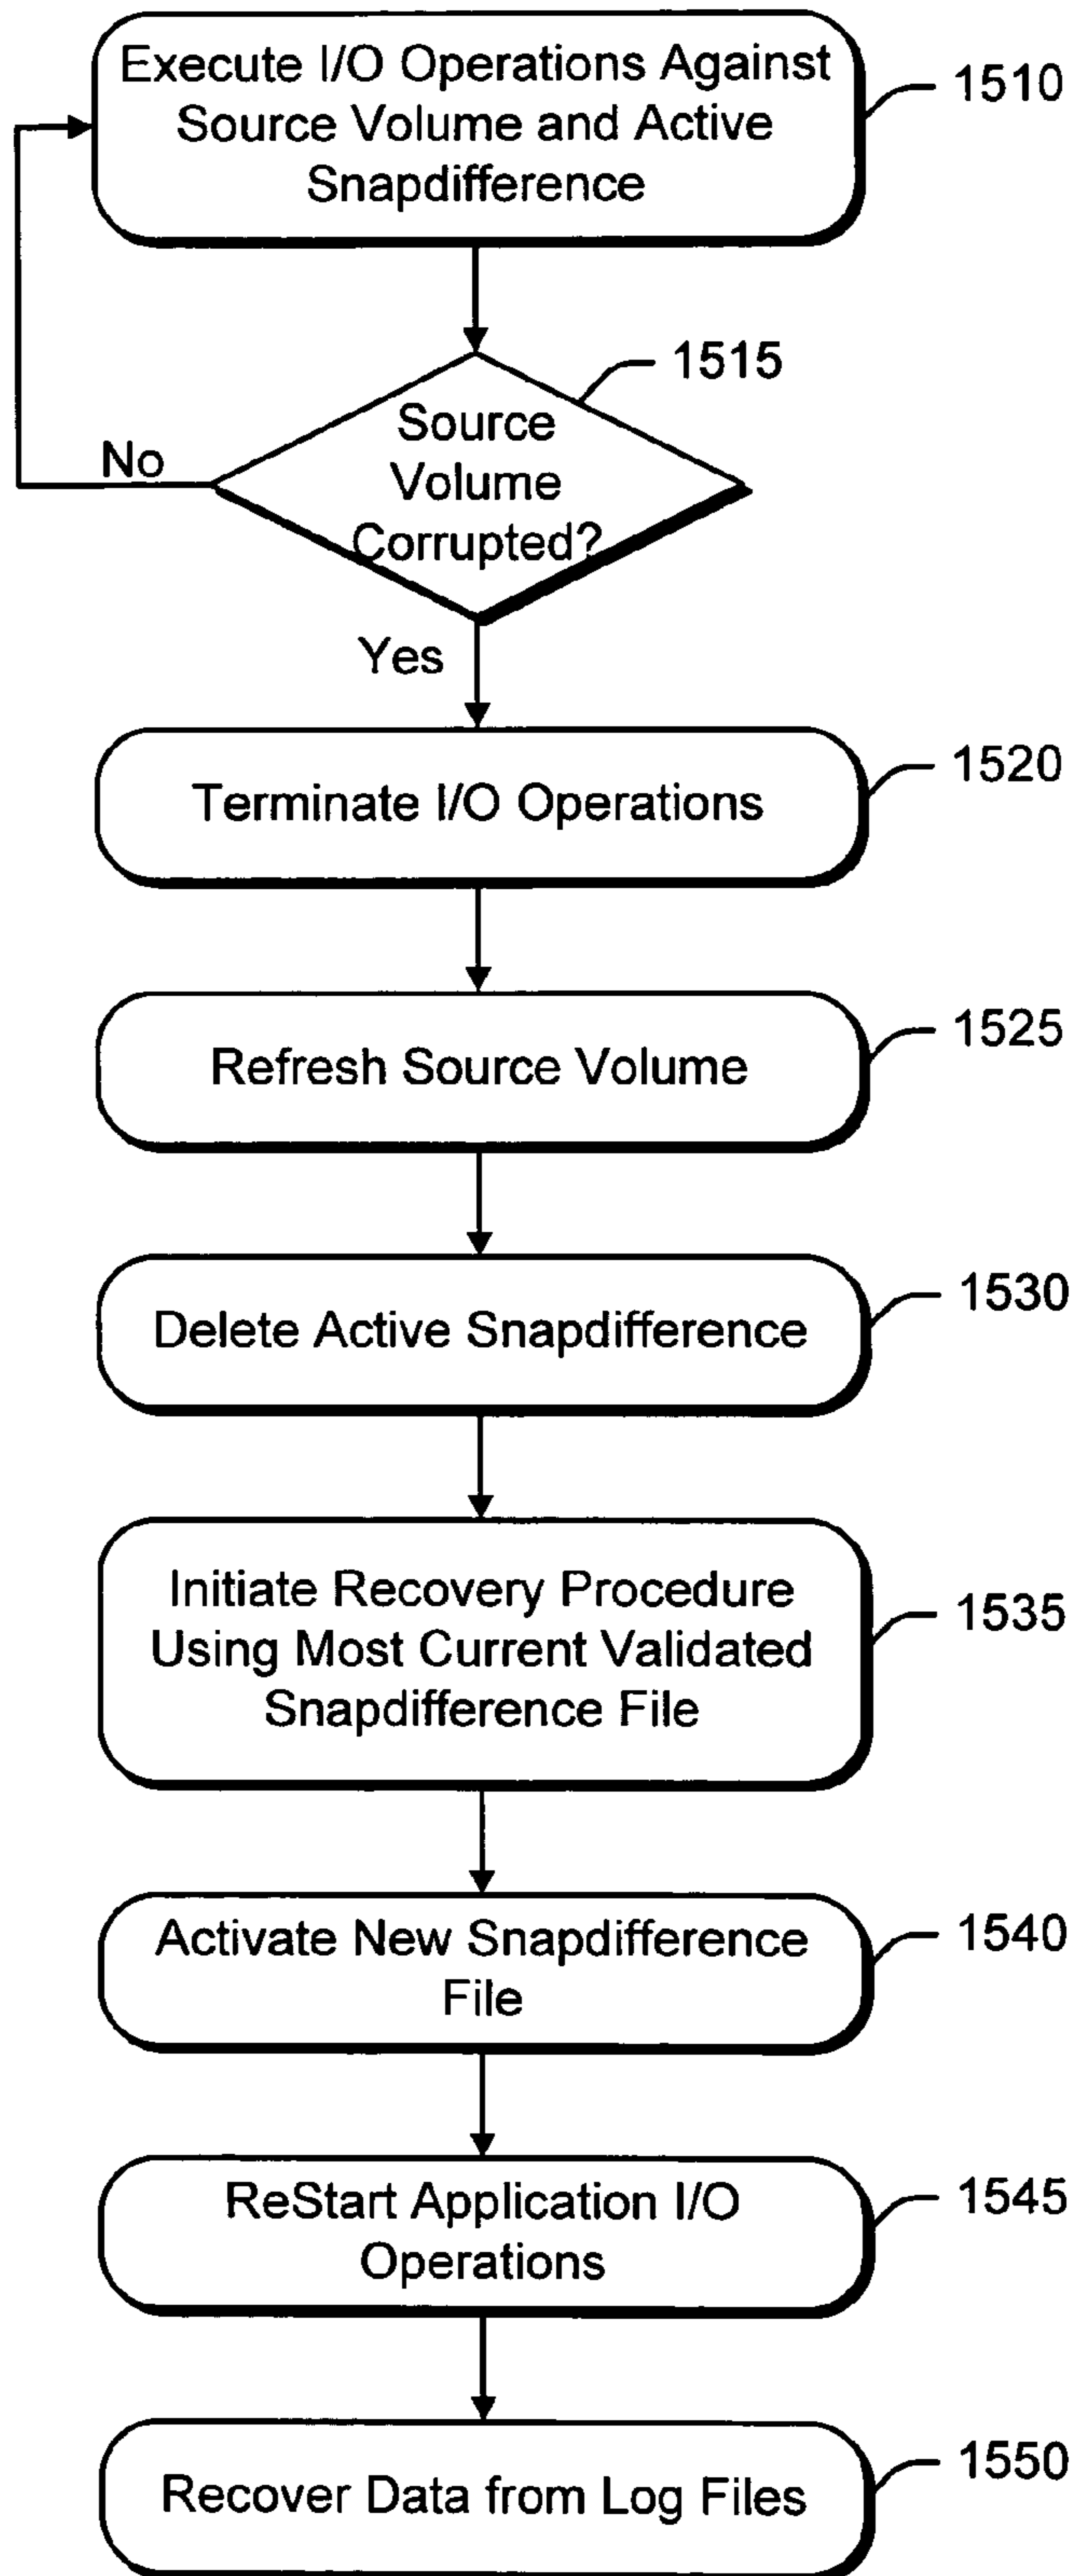 Execute I/O Operations Against
Source Volume and Active
Snapdifference
1510
1515
Source
Volume
Corrupted?
No
Yes
Terminate I/O Operations
1520
Refresh Source Volume
1525
Delete Active Snapdifference
1530
Initiate Recovery Procedure
Using Most Current Validated
Snapdifference File
1535
Activate New Snapdifference
File
1540
ReStart Application I/O
Operations
1545
Recover Data from Log Files
1550